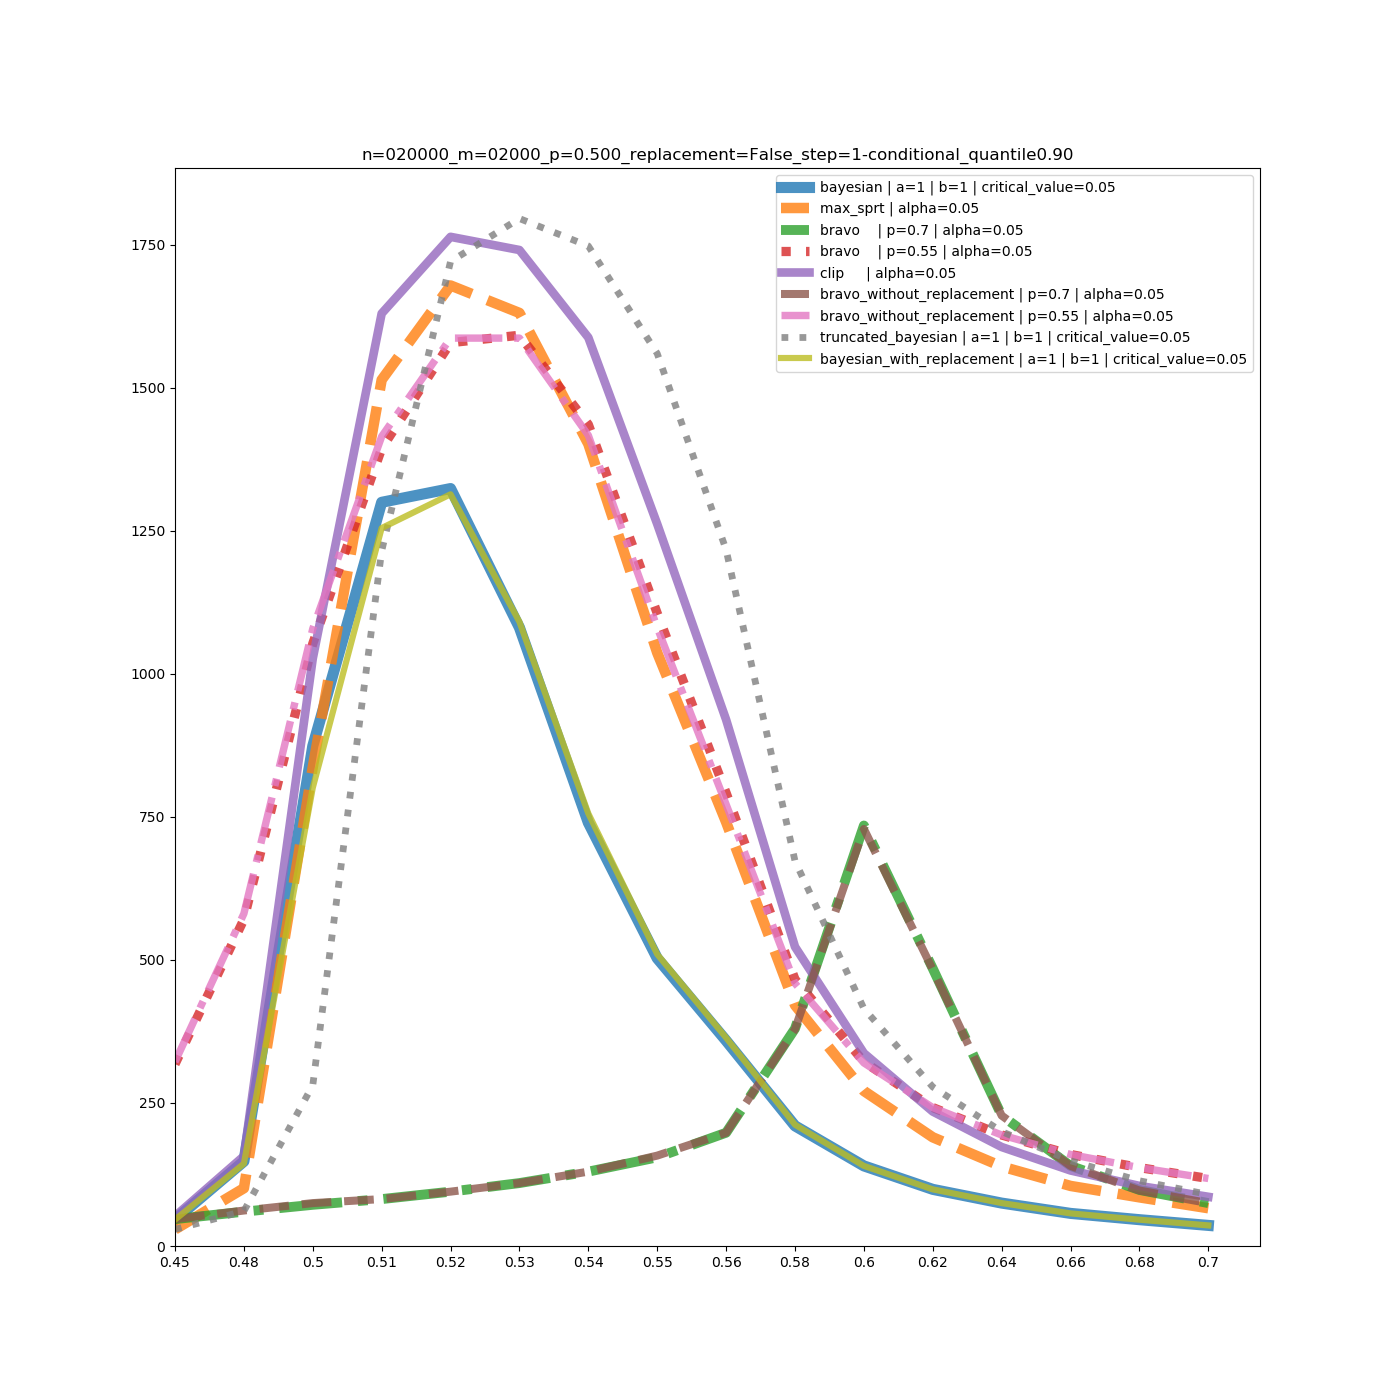 n=020000_m=02000_p=0.500_replacement=False_step=1-conditional_quantile0.90
bayesian | a=1 | b=1 | critical_value=0.05
max_sprt | alpha=0.05
bravo    | p=0.7 | alpha=0.05
bravo    | p=0.55 | alpha=0.05
clip     | alpha=0.05
bravo_without_replacement | p=0.7 | alpha=0.05
bravo_without_replacement | p=0.55 | alpha=0.05
truncated_bayesian | a=1 | b=1 | critical_value=0.05
bayesian_with_replacement | a=1 | b=1 | critical_value=0.05
1750
1500
1250
1000
750
500
250
0
0.45 0.48 0.5 0.51 0.52 0.53 0.54 0.55 0.56 0.58 0.6 0.62 0.64 0.66 0.68 0.7